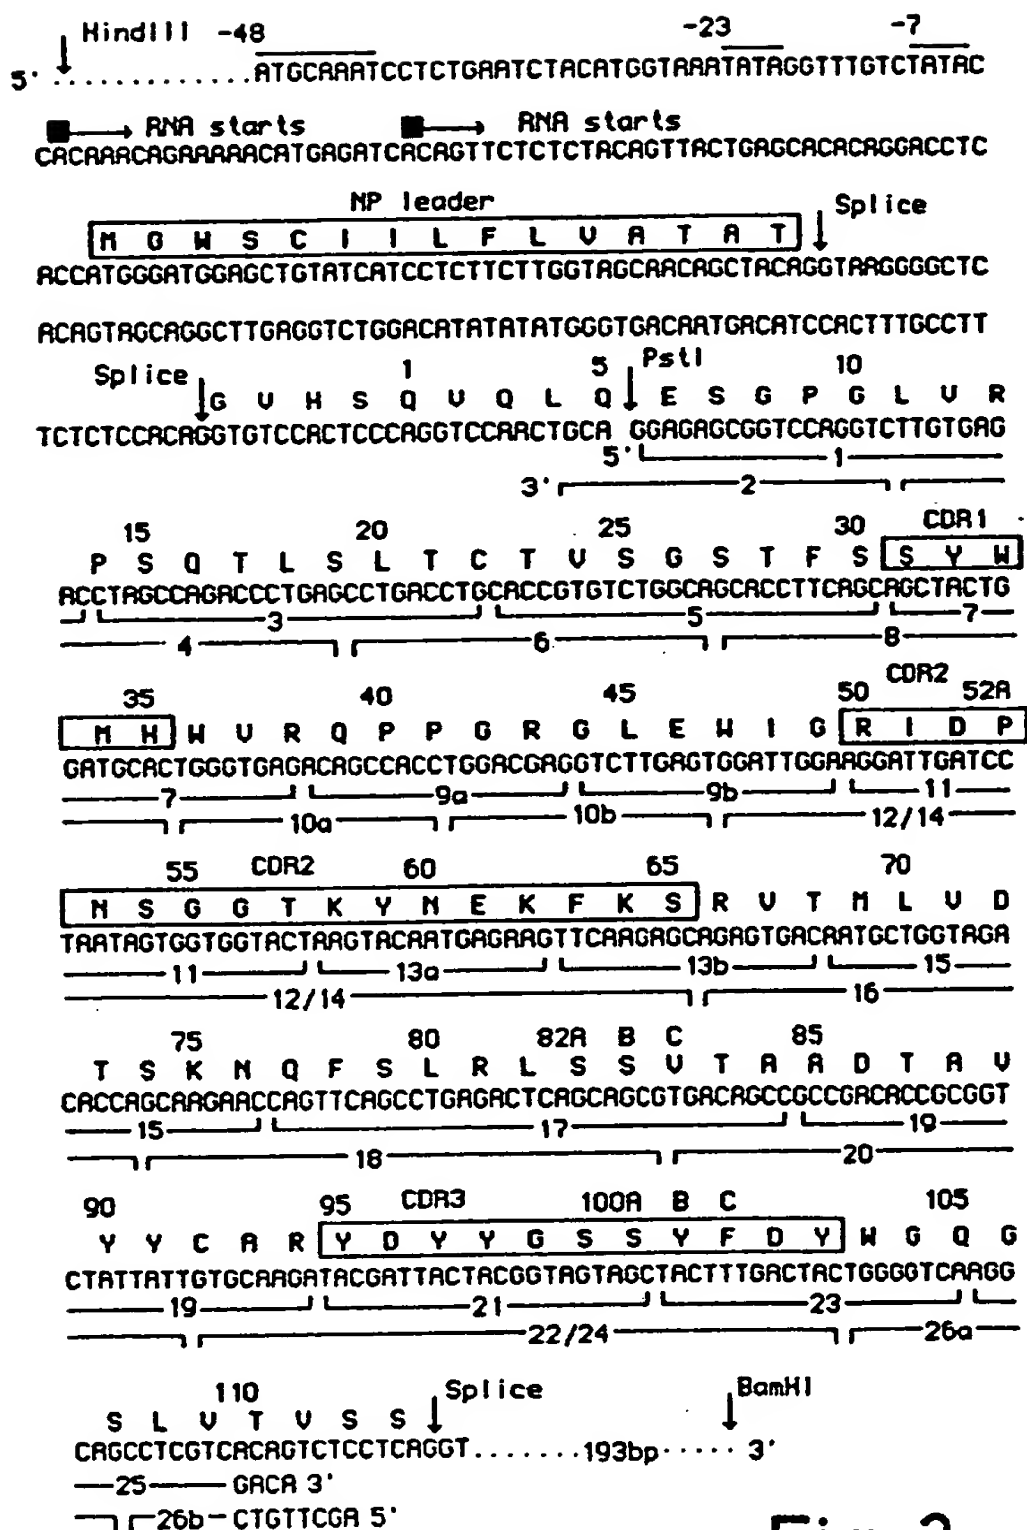 HindIII -48 -23 -7
5' ............. ATGCAAATCCTCTGAATCTACATGGTAAATATAGGTTTGTCTATAC
RNA starts RNA starts
CACAAACAGAAAAACATGAGATCACAGTTCTCTCTACAGTTACTGAGCACACAGGACCTC
NP leader Splice
M G W S C I I L F L V A T A T
ACCATGGGATGGAGCTGTATCATCCTCTTCTTGGTAGCAACAGCTACAGGTAAGGGGCTC
ACAGTAGCAGGCTTGAGGTCTGGACATATATATGGGTGACAATGACATCCACTTTGCCTT
Splice 1 5 PstI 10
G V H S Q V Q L Q E S G P G L V R
TCTCTCCACAGGTGTCCACTCCCAGGTCCAACTGCA GGAGAGCGGTCCAGGTCTTGTGAG
5' 1
3' 2
15 20 25 30 CDR1
P S Q T L S L T C T V S G S T F S S Y W
ACCTAGCCAGACCCTGAGCCTGACCTGCACCGTGTCTGGCAGCACCTTCAGCAGCTACTG
3 5 7
4 6 8
35 40 45 50 CDR2 52A
M H W V R Q P P G R G L E W I G R I D P
GATGCACTGGGTGAGACAGCCACCTGGACGAGGTCTTGAGTGGATTGGAAGGATTGATCC
7 9a 9b 11
10a 10b 12/14
55 CDR2 60 65 70
N S G G T K Y N E K F K S R V T M L V D
TAATAGTGGTGGTACTAAGTACAATGAGAAGTTCAAGAGCAGAGTGACAATGCTGGTAGA
11 13a 13b 15
12/14 16
75 80 82A B C 85
T S K N Q F S L R L S S V T A A D T A V
CACCAGCAAGAACCAGTTCAGCCTGAGACTCAGCAGCGTGACAGCCGCCGACACCGCGGT
15 17 19
18 20
90 95 CDR3 100A B C 105
Y Y C A R Y D Y Y G S S Y F D Y W G Q G
CTATTATTGTGCAAGATACGATTACTACGGTAGTAGCTACTTTGACTACTGGGGTCAAGG
19 21 23
22/24 26a
110 Splice BamHI
S L V T V S S
CAGCCTCGTCACAGTCTCCTCAGGT.......193bp..... 3'
25 GACA 3'
26b CTGTTCGA 5'